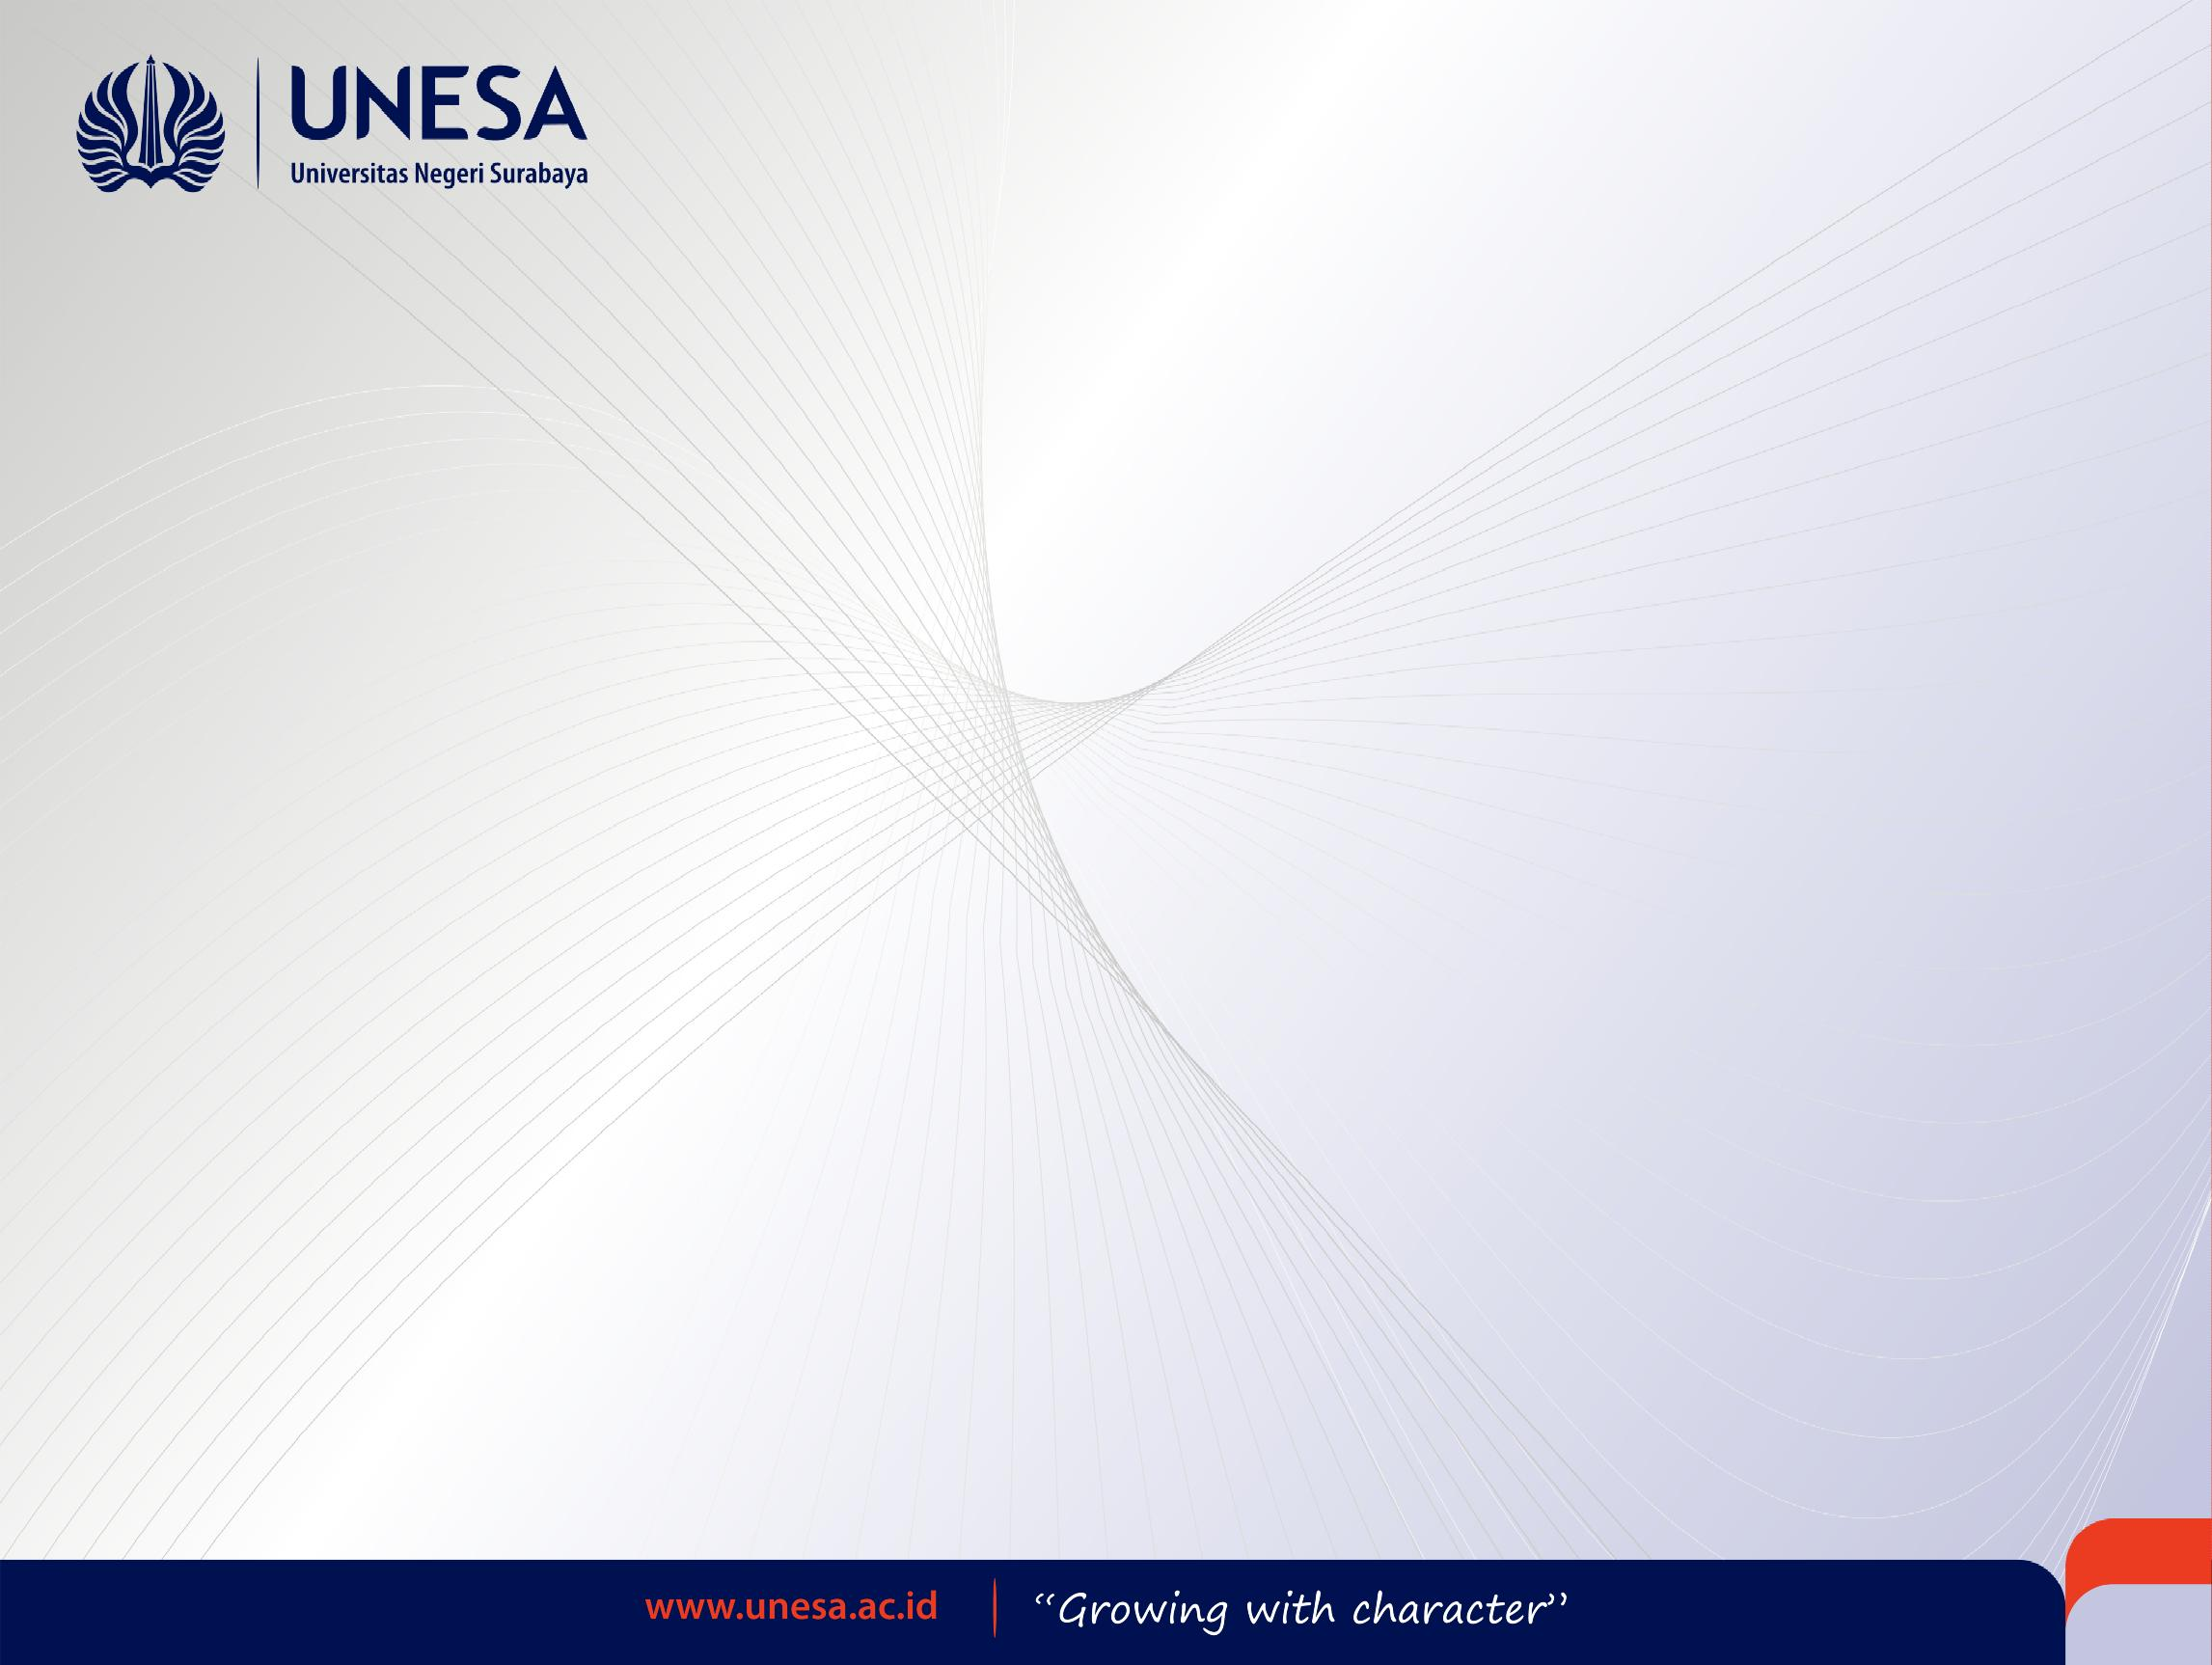 UNESA
Universitas Negeri Surabaya
www.unesa.ac.id
“Growing with character”